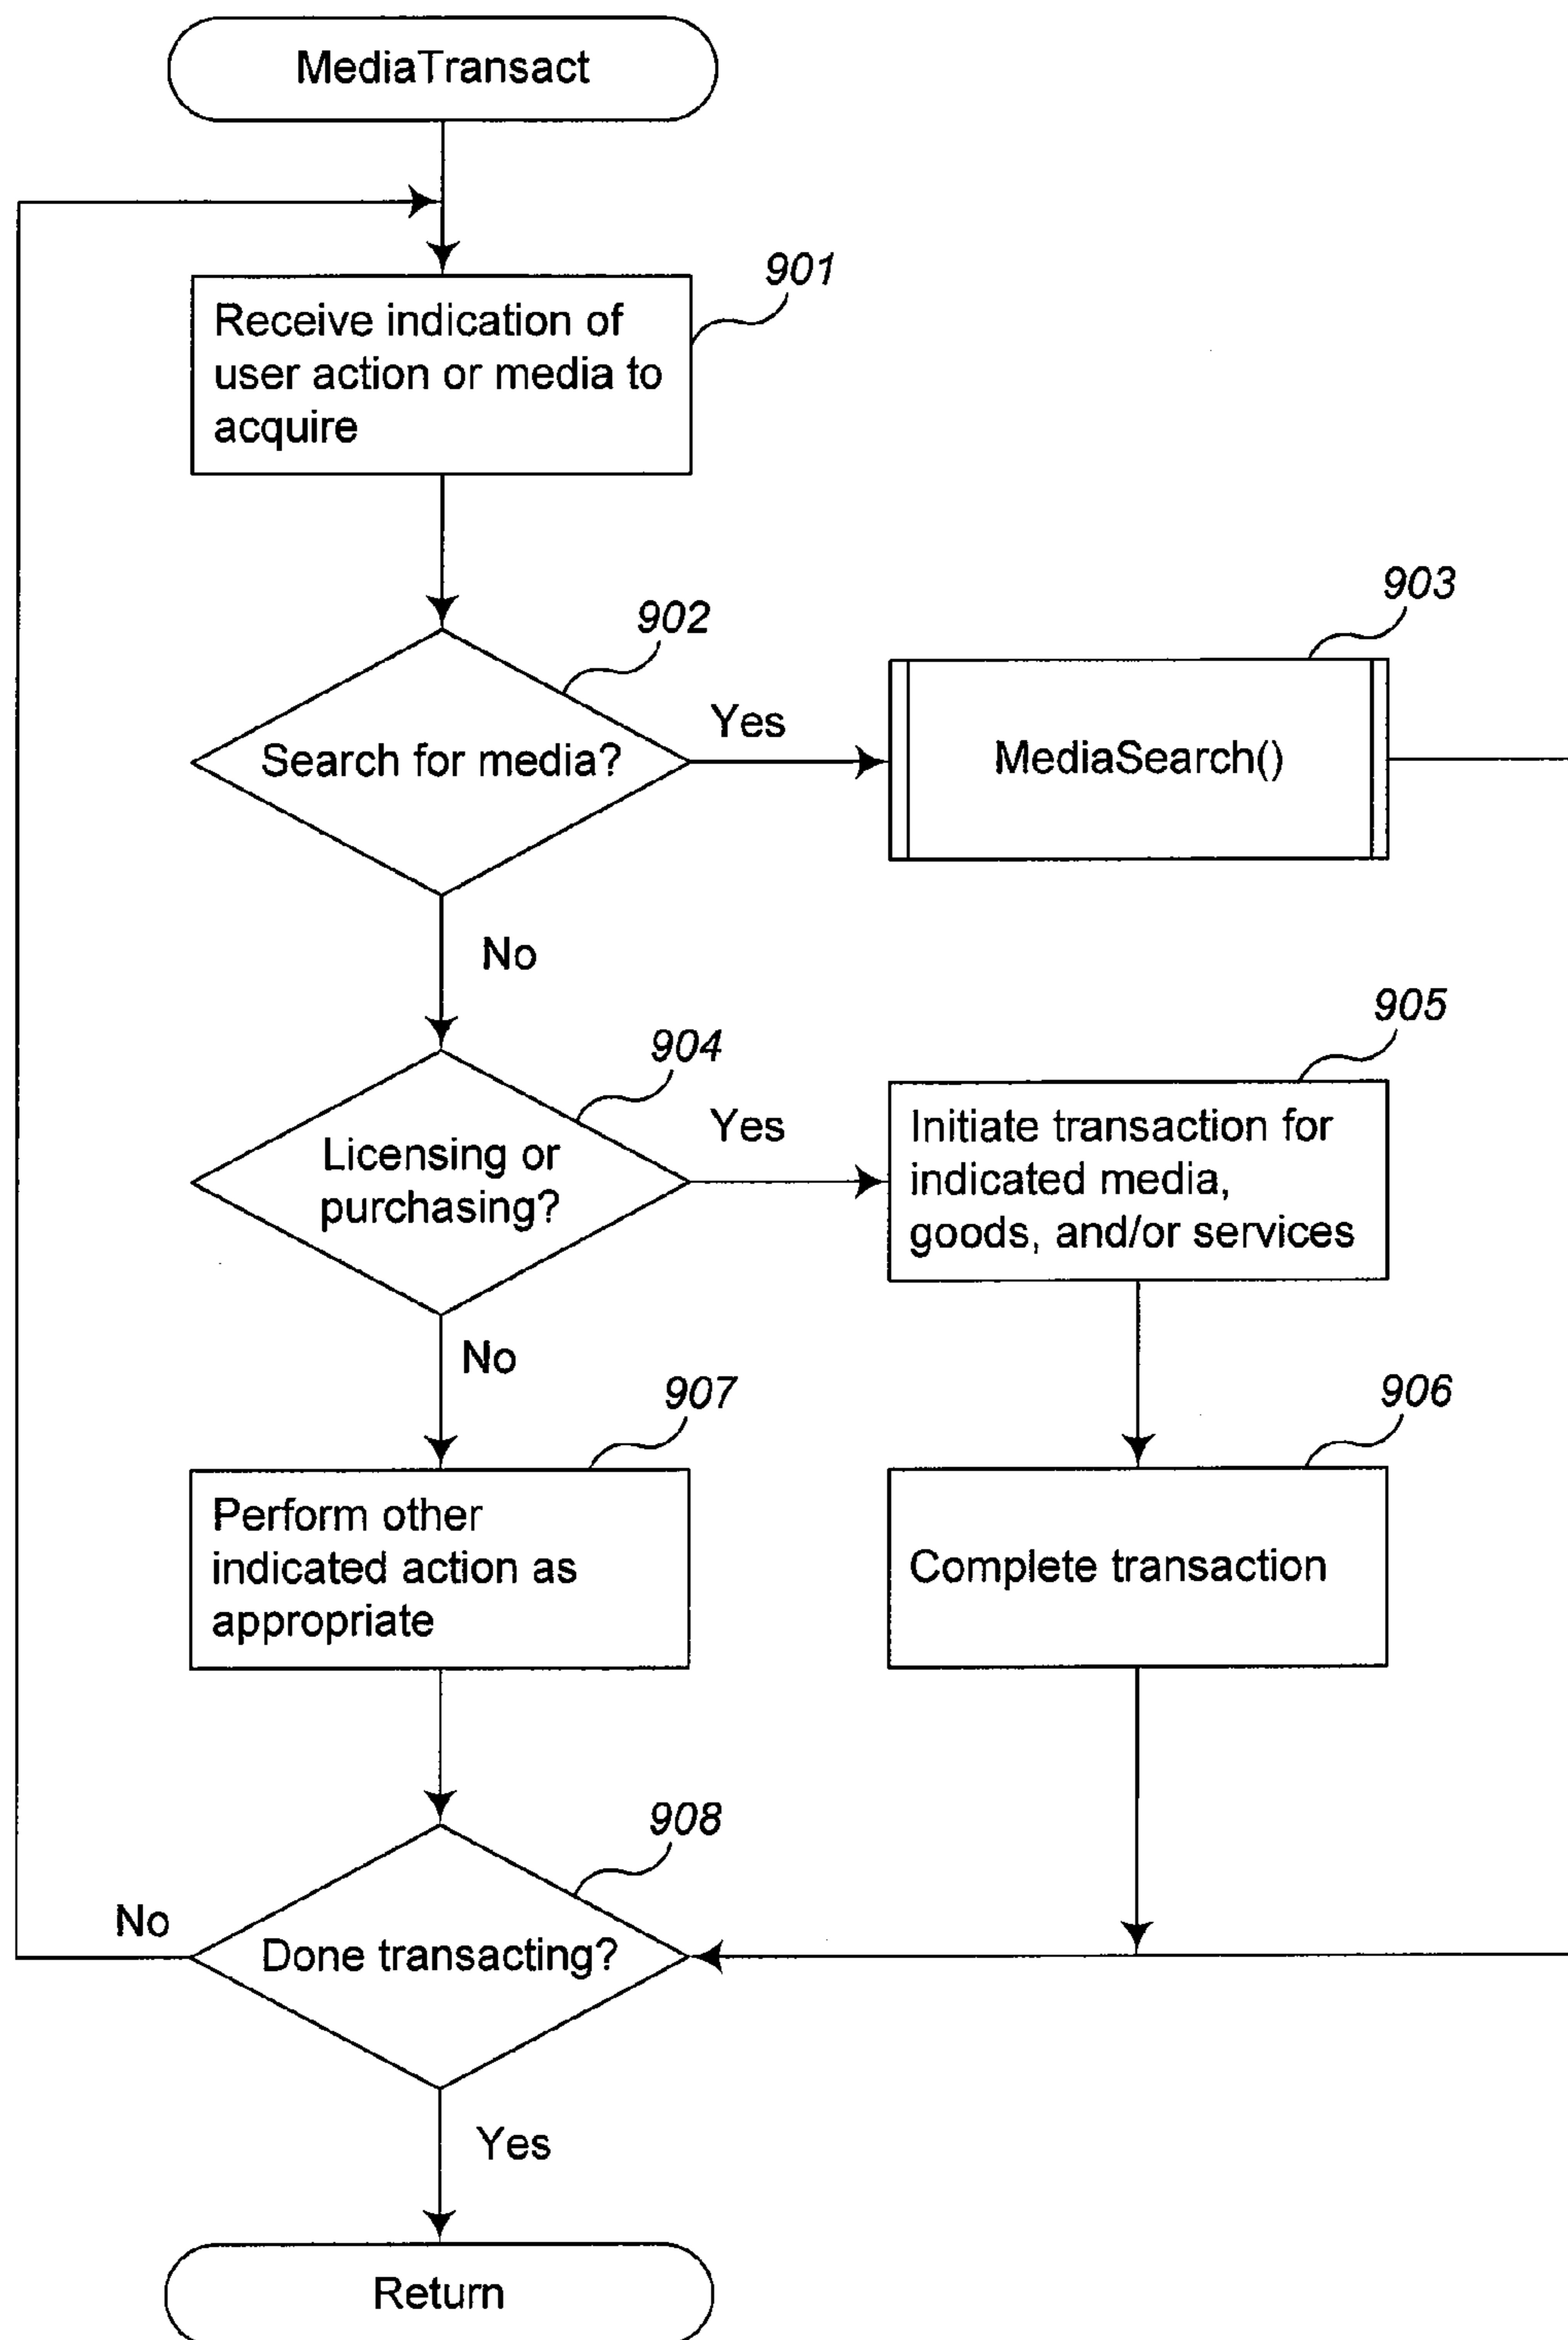 MediaTransact
901
Receive indication of
user action or media to
acquire
902
903
Search for media?
Yes
MediaSearch()
No
904
905
Licensing or
purchasing?
Yes
Initiate transaction for
indicated media,
goods, and/or services
No
907
906
Perform other
indicated action as
appropriate
Complete transaction
908
No
Done transacting?
Yes
Return